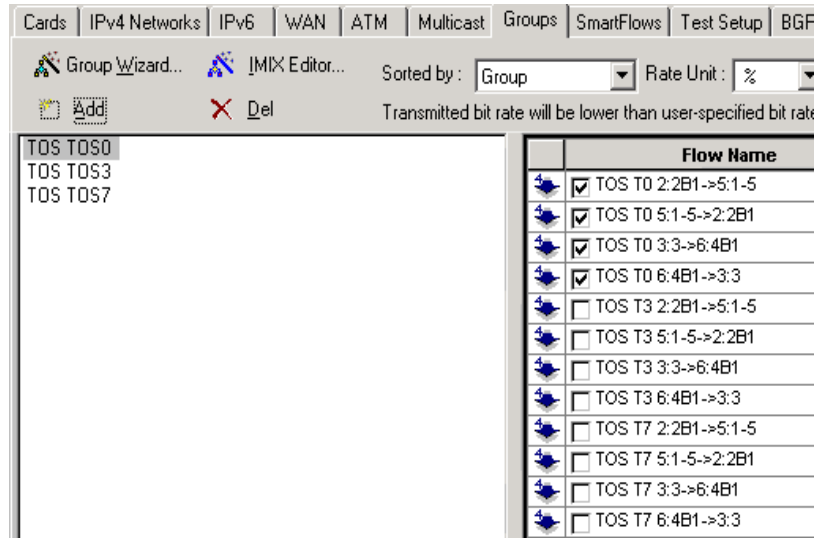 Cards IPv4 Networks IPv6 WAN ATM Multicast Groups SmartFlows Test Setup BGP
Group Wizard... IMIX Editor... Sorted by : Group Rate Unit : %
Add Del Transmitted bit rate will be lower than user-specified bit rate
TOS TOS0
TOS TOS3
TOS TOS7
Flow Name
TOS T0 2:2B1->5:1-5
TOS T0 5:1-5->2:2B1
TOS T0 3:3->6:4B1
TOS T0 6:4B1->3:3
TOS T3 2:2B1->5:1-5
TOS T3 5:1-5->2:2B1
TOS T3 3:3->6:4B1
TOS T3 6:4B1->3:3
TOS T7 2:2B1->5:1-5
TOS T7 5:1-5->2:2B1
TOS T7 3:3->6:4B1
TOS T7 6:4B1->3:3